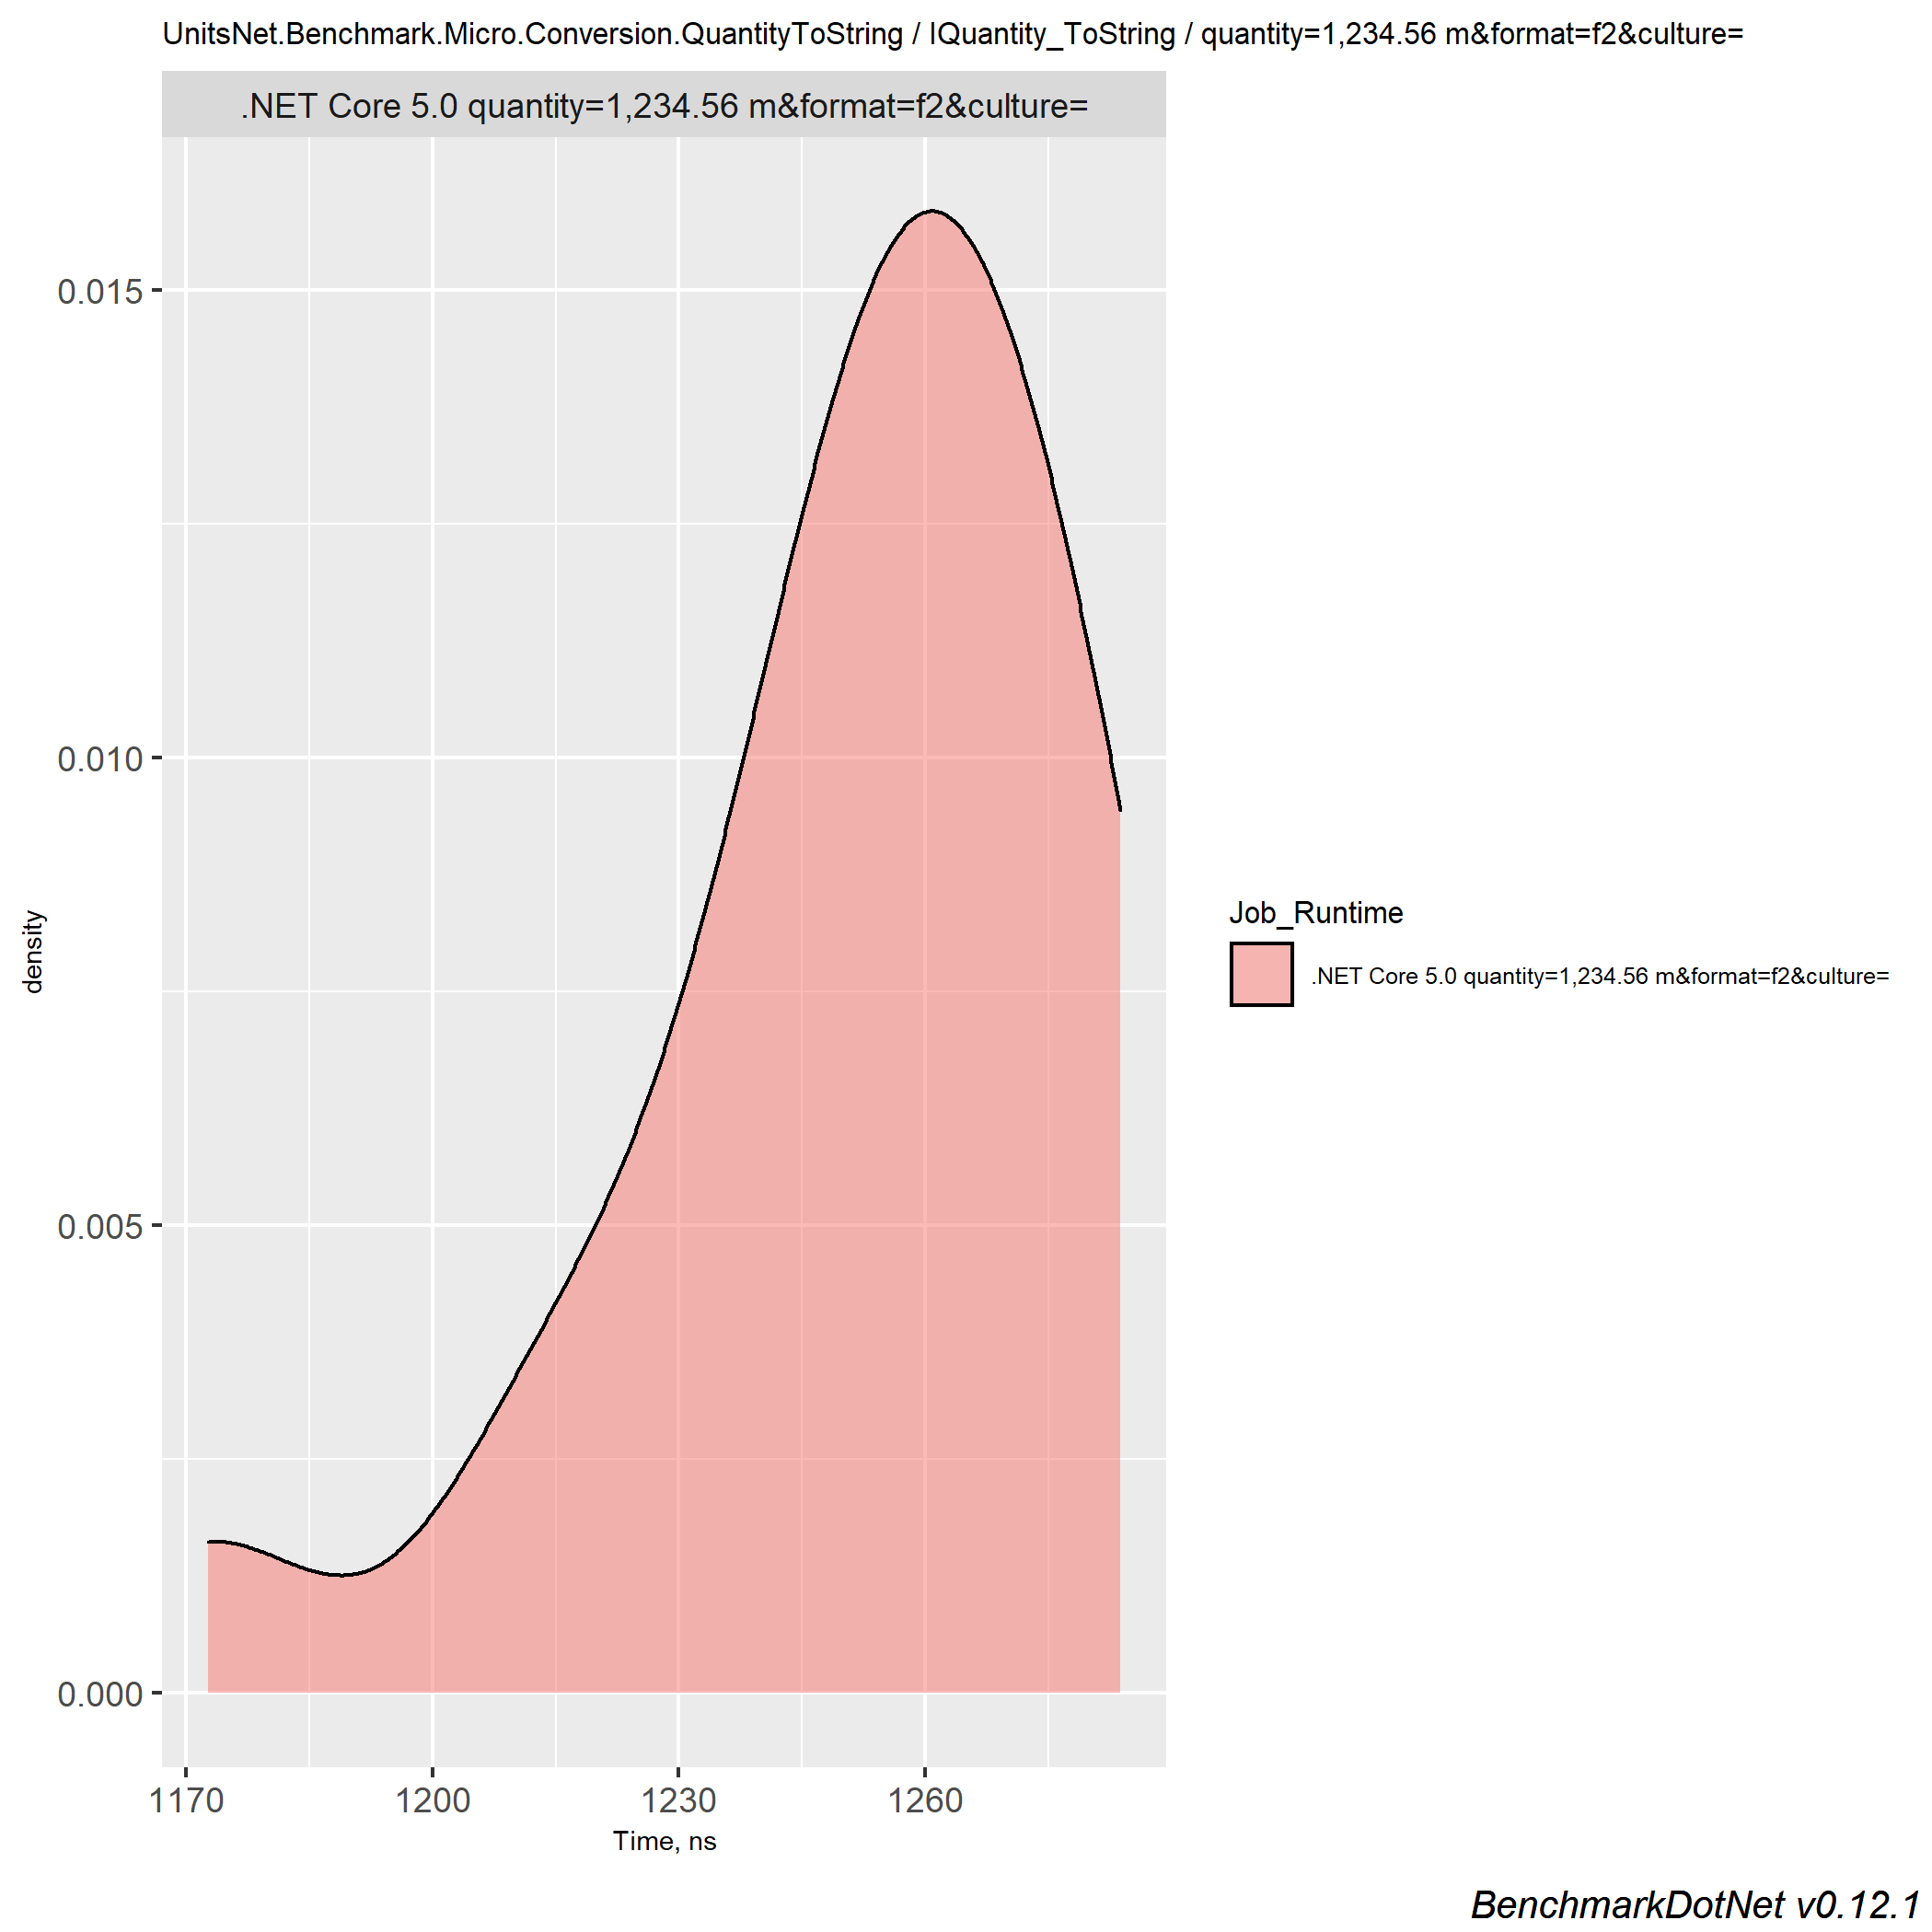 UnitsNet.Benchmark.Micro.Conversion.QuantityToString / IQuantity_ToString / quantity=1,234.56 m&format=f2&culture=
.NET Core 5.0 quantity=1,234.56 m&format=f2&culture=
0.015
0.010
0.005
0.000
density
1170 1200 1230 1260
Time, ns
Job_Runtime
.NET Core 5.0 quantity=1,234.56 m&format=f2&culture=
BenchmarkDotNet v0.12.1